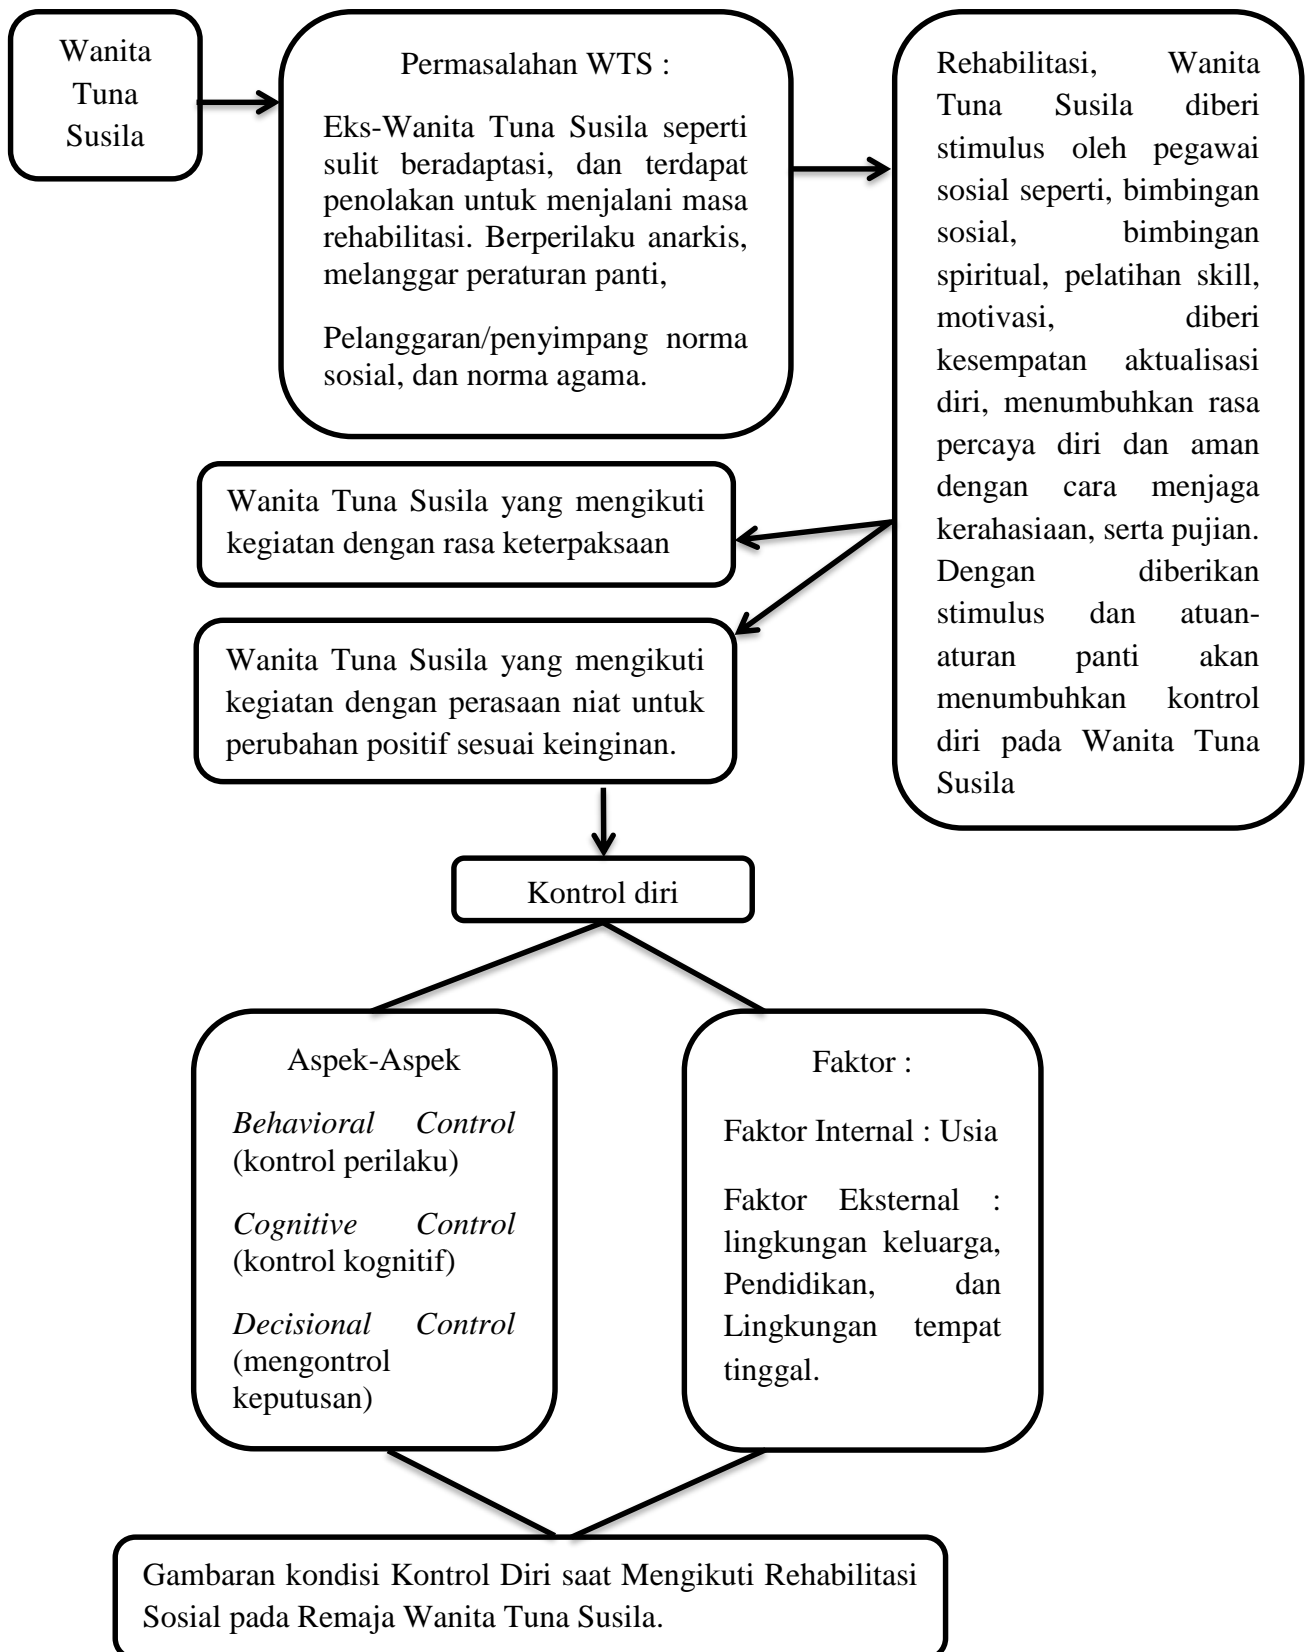 Wanita
Tuna
Susila
Permasalahan WTS :
Eks-Wanita Tuna Susila seperti
sulit beradaptasi, dan terdapat
penolakan untuk menjalani masa
rehabilitasi. Berperilaku anarkis,
melanggar peraturan panti,
Pelanggaran/penyimpang norma
sosial, dan norma agama.
Rehabilitasi, Wanita
Tuna Susila diberi
stimulus oleh pegawai
sosial seperti, bimbingan
sosial, bimbingan
spiritual, pelatihan skill,
motivasi, diberi
kesempatan aktualisasi
diri, menumbuhkan rasa
percaya diri dan aman
dengan cara menjaga
kerahasiaan, serta pujian.
Dengan diberikan
stimulus dan atuan-
aturan panti akan
menumbuhkan kontrol
diri pada Wanita Tuna
Susila
Wanita Tuna Susila yang mengikuti
kegiatan dengan rasa keterpaksaan
Wanita Tuna Susila yang mengikuti
kegiatan dengan perasaan niat untuk
perubahan positif sesuai keinginan.
Kontrol diri
Aspek-Aspek
Behavioral Control
(kontrol perilaku)
Cognitive Control
(kontrol kognitif)
Decisional Control
(mengontrol
keputusan)
Faktor :
Faktor Internal : Usia
Faktor Eksternal :
lingkungan keluarga,
Pendidikan, dan
Lingkungan tempat
tinggal.
Gambaran kondisi Kontrol Diri saat Mengikuti Rehabilitasi
Sosial pada Remaja Wanita Tuna Susila.